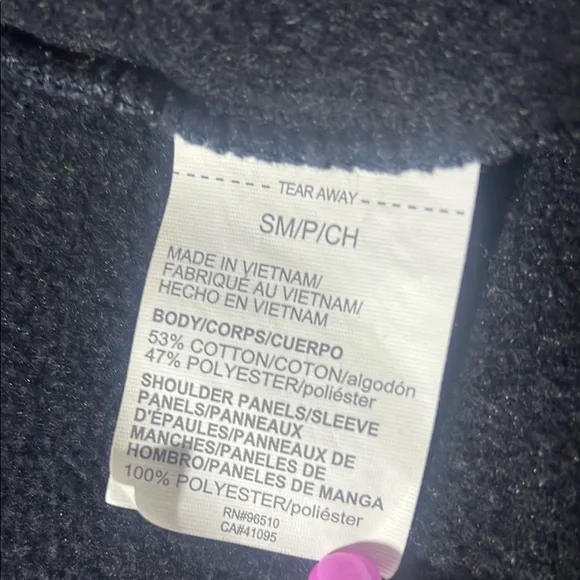 TEAR AWAY
SM/P/CH
MADE IN VIETNAM/
FABRIQUÉ AU VIETNAM/
HECHO EN VIETNAM
BODY/CORPS/CUERPO
53% COTTON/COTON/algodón
47% POLYESTER/poliéster
SHOULDER PANELS/SLEEVE
PANELS/PANNEAUX
D'ÉPAULES/PANNEAUX DE
MANCHES/PANELES DE
HOMBRO/PANELES DE MANGA
100% POLYESTER/poliéster
RN#96510
CA#41095